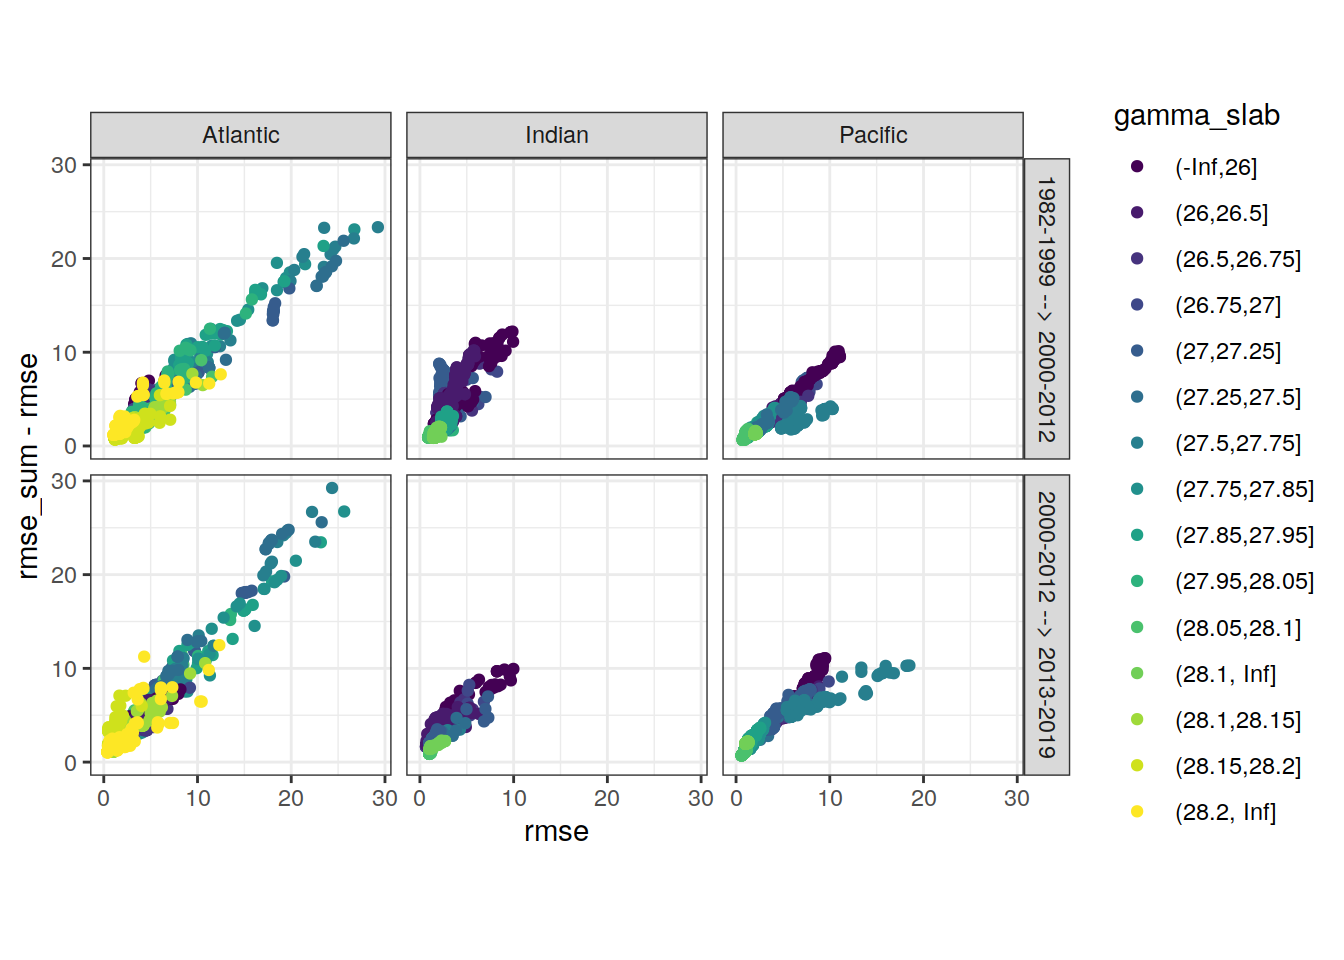 Atlantic
Indian
Pacific
30
20
10
0
1982-1999 --> 2000-2012
30
20
10
0
2000-2012 --> 2013-2019
0 10 20 30
0 10 20 30
0 10 20 30
rmse
rmse_sum - rmse
gamma_slab
(-Inf,26]
(26,26.5]
(26.5,26.75]
(26.75,27]
(27,27.25]
(27.25,27.5]
(27.5,27.75]
(27.75,27.85]
(27.85,27.95]
(27.95,28.05]
(28.05,28.1]
(28.1, Inf]
(28.1,28.15]
(28.15,28.2]
(28.2, Inf]